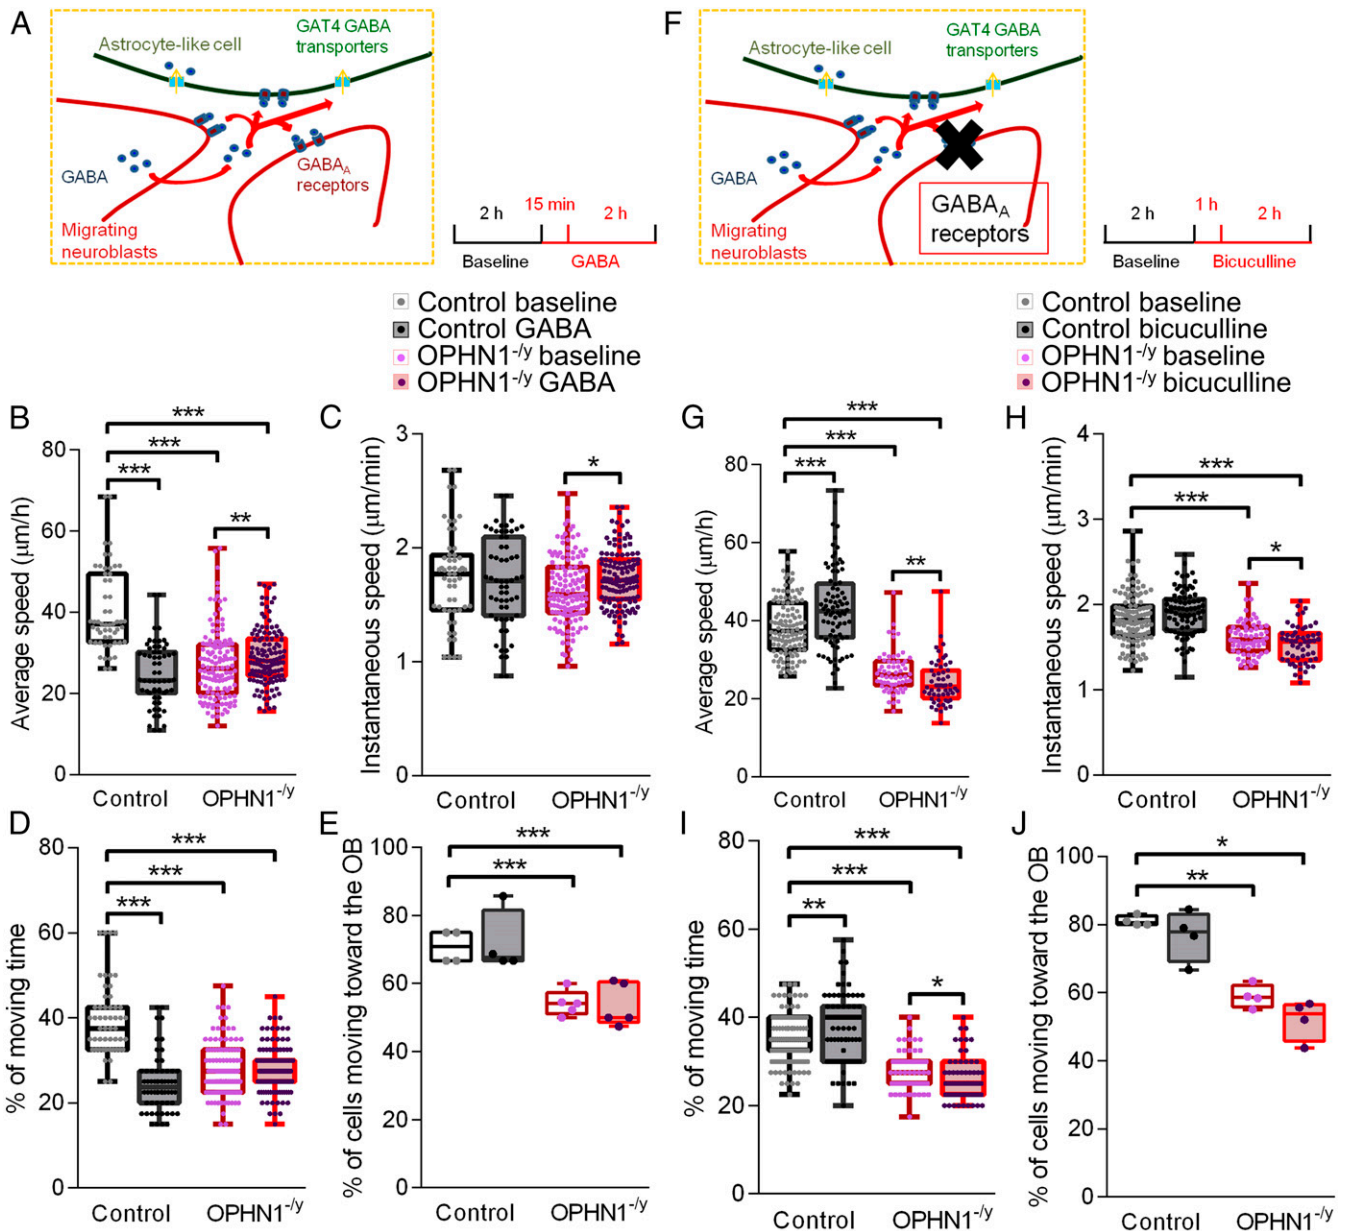 A
Astrocyte-like cell
GAT4 GABA
transporters
GABA
GABAA
receptors
Migrating
neuroblasts
2 h
15 min
2 h
Baseline
GABA
Control baseline
Control GABA
OPHN1-/y baseline
OPHN1-/y GABA
F
Astrocyte-like cell
GAT4 GABA
transporters
GABA
Migrating
neuroblasts
GABAA
receptors
2 h
1 h
2 h
Baseline
Bicuculline
Control baseline
Control bicuculline
OPHN1-/y baseline
OPHN1-/y bicuculline
B
Average speed (μm/h)
80
60
40
20
0
***
***
***
**
Control
OPHN1-/y
C
Instantaneous speed (μm/min)
3
2
1
0
*
Control
OPHN1-/y
G
Average speed (μm/h)
80
60
40
20
0
***
***
***
**
Control
OPHN1-/y
H
Instantaneous speed (μm/min)
4
3
2
1
0
***
***
*
Control
OPHN1-/y
D
% of moving time
80
60
40
20
0
***
***
***
Control
OPHN1-/y
E
% of cells moving toward the OB
100
80
60
40
20
0
***
***
Control
OPHN1-/y
I
% of moving time
80
60
40
20
0
***
***
**
*
Control
OPHN1-/y
J
% of cells moving toward the OB
100
80
60
40
20
0
*
**
Control
OPHN1-/y